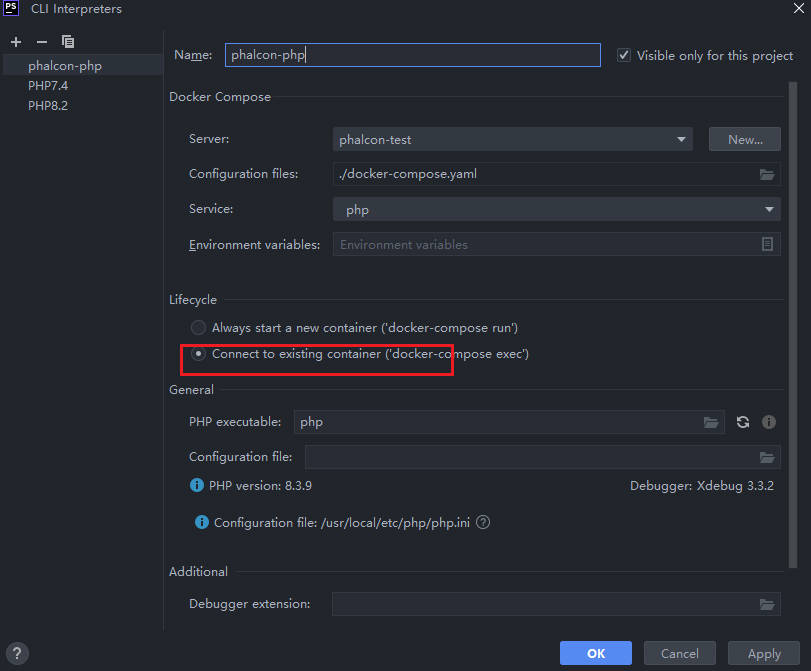 PS CLI Interpreters
phalcon-php
PHP7.4
PHP8.2
Name: phalcon-php Visible only for this project
Docker Compose
Server: phalcon-test New...
Configuration files: ./docker-compose.yaml
Service: php
Environment variables: Environment variables
Lifecycle
Always start a new container ('docker-compose run')
Connect to existing container ('docker-compose exec')
General
PHP executable: php
Configuration file:
PHP version: 8.3.9 Debugger: Xdebug 3.3.2
Configuration file: /usr/local/etc/php/php.ini ?
Additional
Debugger extension:
? OK Cancel Apply